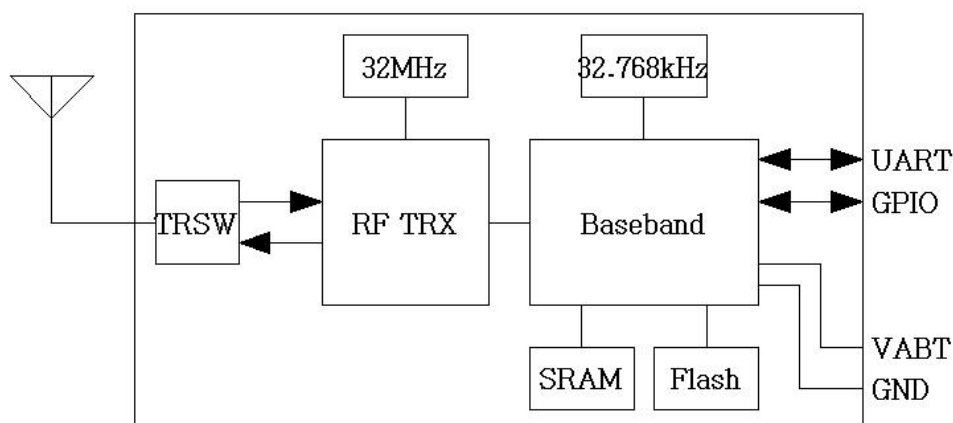 32MHz
32.768kHz
UART
TRSW
RF TRX
Baseband
GPIO
VABT
SRAM
Flash
GND